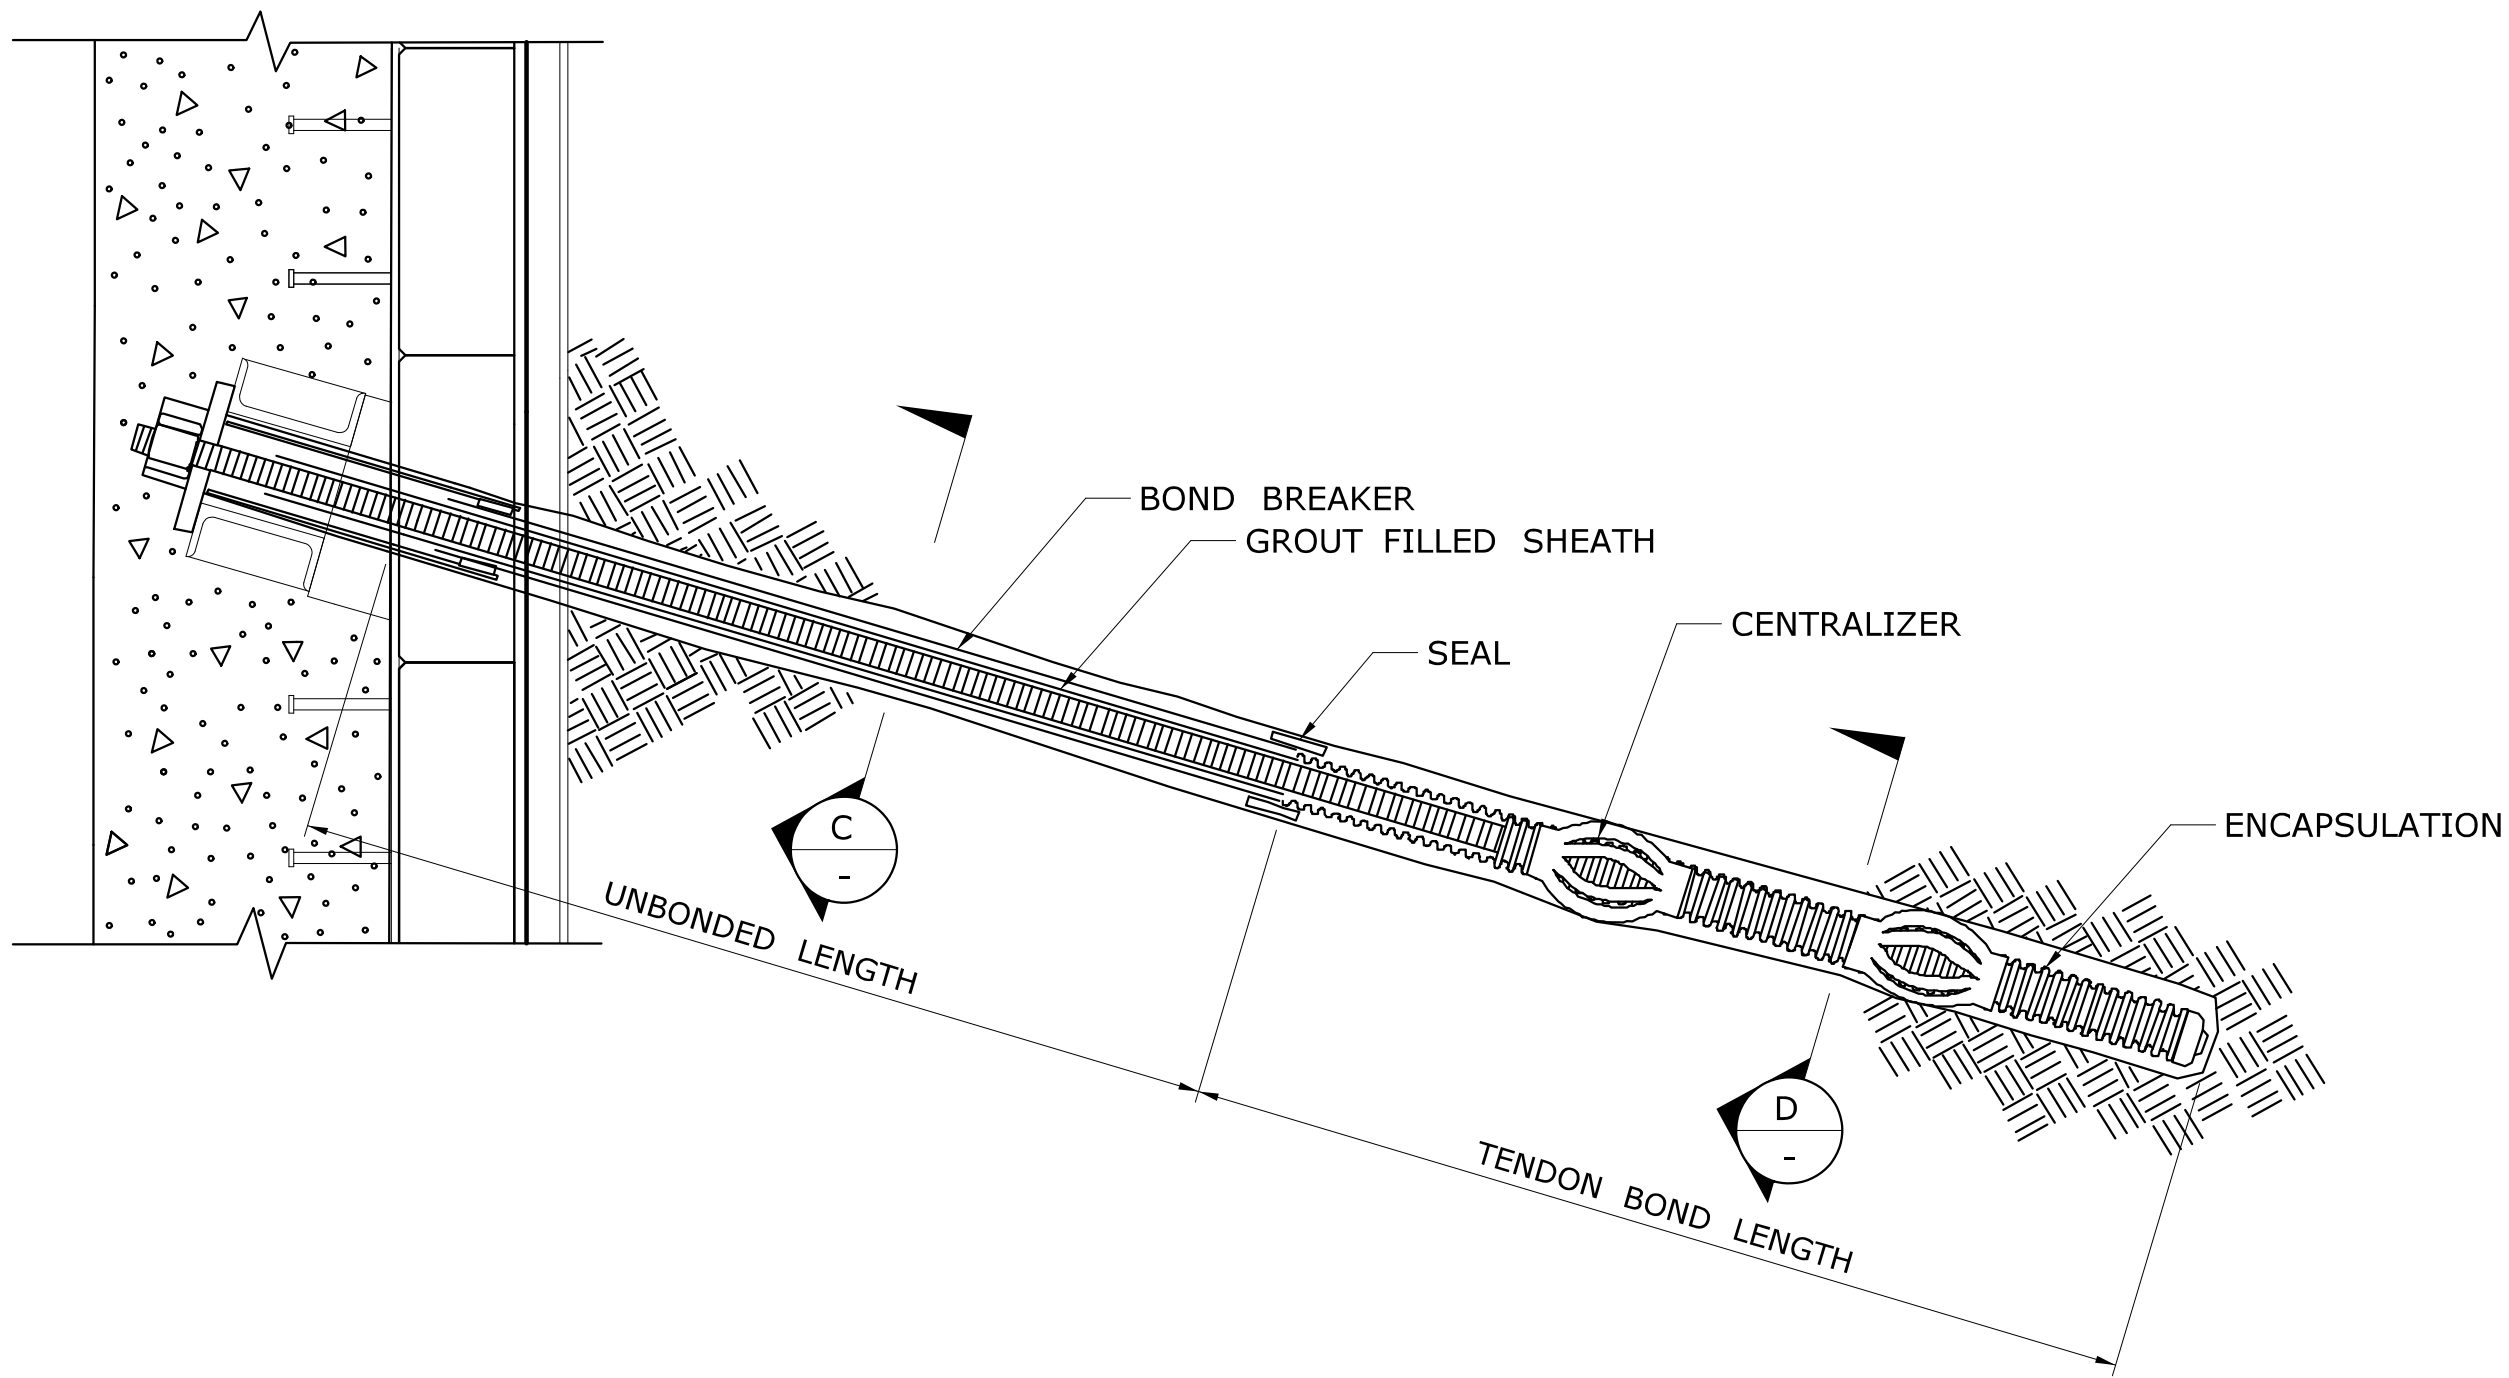 BOND BREAKER
GROUT FILLED SHEATH
CENTRALIZER
SEAL
ENCAPSULATION
C
-
UNBONDED LENGTH
D
-
TENDON BOND LENGTH